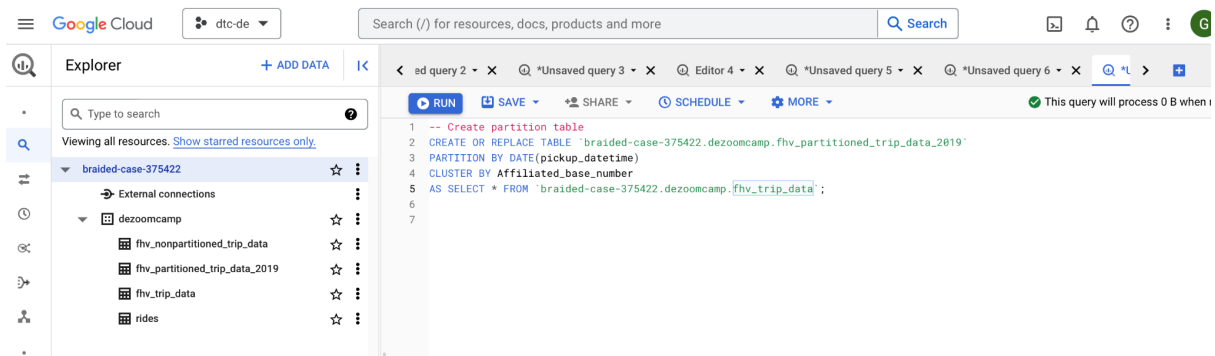 Google Cloud
dtc-de
Search (/) for resources, docs, products and more
Search
G
Explorer
+ ADD DATA
ed query 2
*Unsaved query 3
Editor 4
*Unsaved query 5
*Unsaved query 6
*U
RUN
SAVE
SHARE
SCHEDULE
MORE
This query will process 0 B when r
Type to search
Viewing all resources. Show starred resources only.
braided-case-375422
External connections
dezoomcamp
fhv_nonpartitioned_trip_data
fhv_partitioned_trip_data_2019
fhv_trip_data
rides
1 -- Create partition table
2 CREATE OR REPLACE TABLE `braided-case-375422.dezoomcamp.fhv_partitioned_trip_data_2019`
3 PARTITION BY DATE(pickup_datetime)
4 CLUSTER BY Affiliated_base_number
5 AS SELECT * FROM `braided-case-375422.dezoomcamp.fhv_trip_data`;
6
7